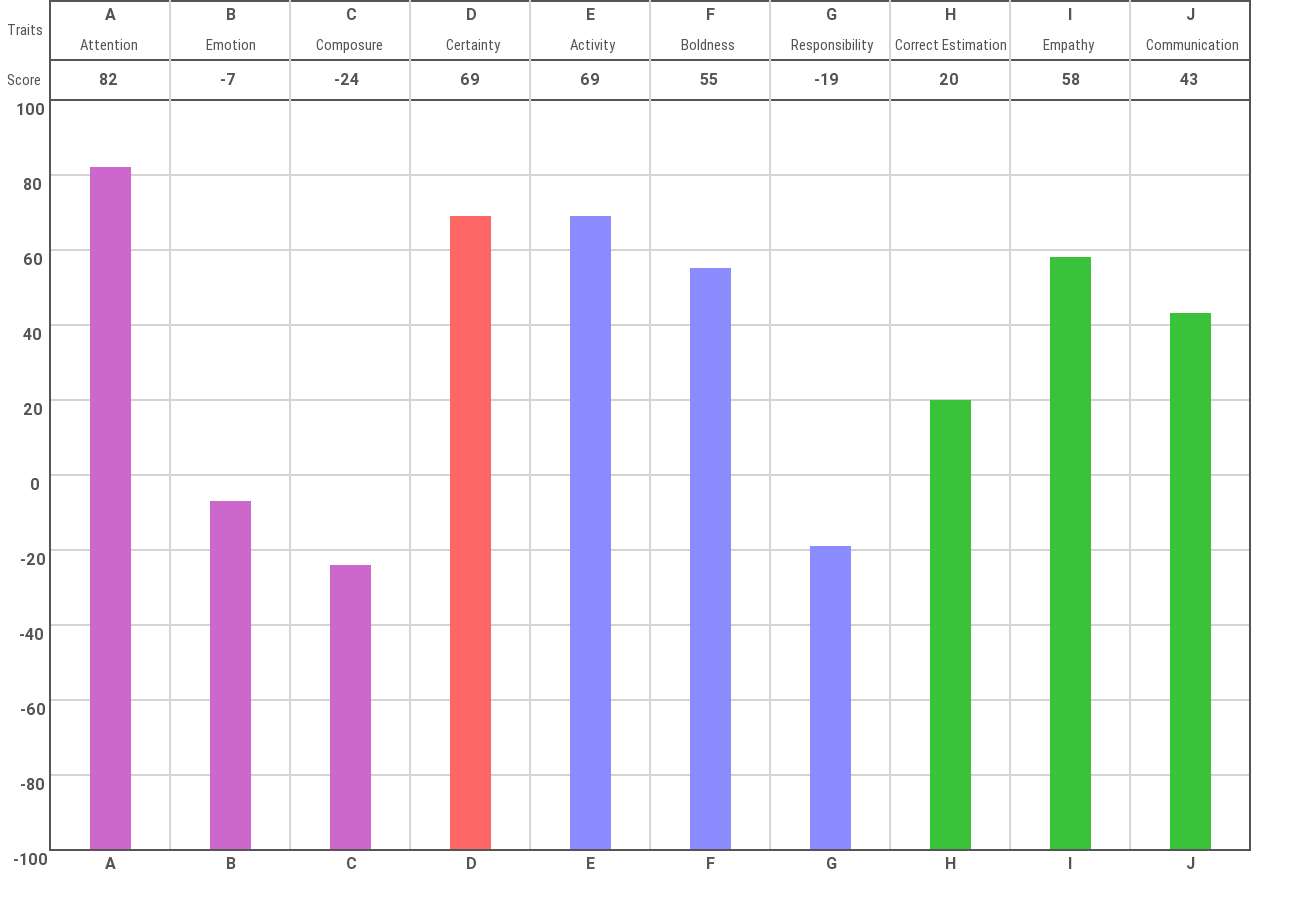 Traits A B C D E F G H I J
Attention Emotion Composure Certainty Activity Boldness Responsibility Correct Estimation Empathy Communication
Score 82 -7 -24 69 69 55 -19 20 58 43
100
80
60
40
20
0
-20
-40
-60
-80
-100
A B C D E F G H I J